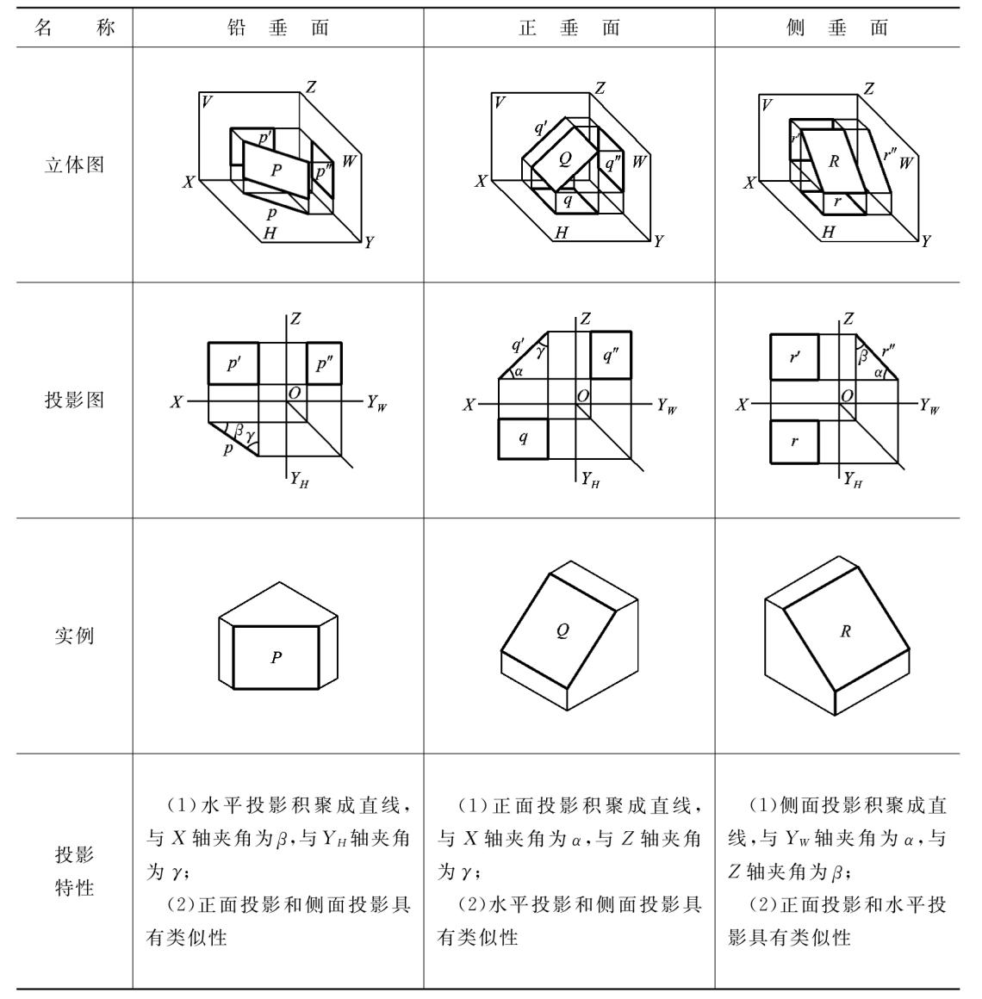 名 称 铅 垂 面 正 垂 面 侧 垂 面
立体图
V Z p′ P p″ W X p H Y
V Z q′ Q q″ W X q H Y
V Z r′ R r″ W X r H Y
投影图
Z p′ p″ X O Y_W β γ p Y_H
Z q′ γ q″ α X O Y_W q Y_H
Z r′ β r″ α X O Y_W r Y_H
实例
P
Q
R
投影
特性
(1)水平投影积聚成直线,
与 X 轴夹角为β,与Y_H轴夹角
为 γ;
(2)正面投影和侧面投影具
有类似性
(1)正面投影积聚成直线,
与 X 轴夹角为α,与 Z 轴夹角
为γ;
(2)水平投影和侧面投影具
有类似性
(1)侧面投影积聚成直
线,与 Y_W 轴夹角为 α,与
Z 轴夹角为β;
(2)正面投影和水平投
影具有类似性